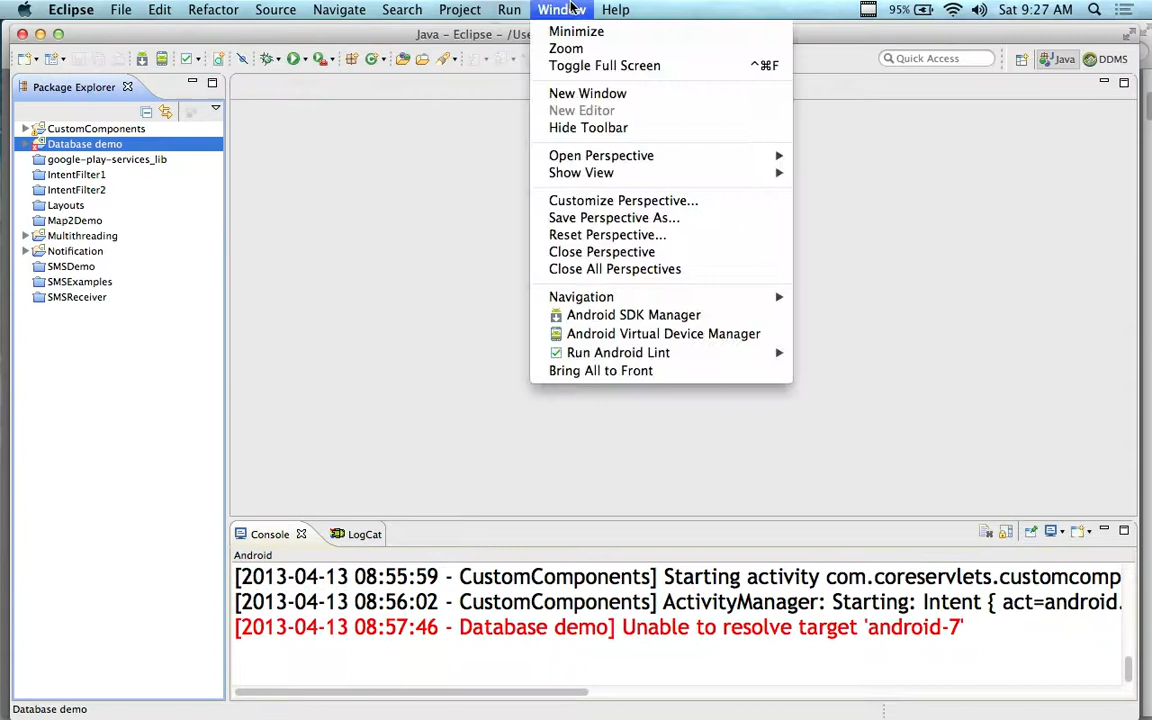 Eclipse File Edit Refactor Source Navigate Search Project Run Window Help 95% Sat 9:27 AM
Java - Eclipse - /Use
Quick Access Java DDMS
Package Explorer
CustomComponents
Database demo
google-play-services_lib
IntentFilter1
IntentFilter2
Layouts
Map2Demo
Multithreading
Notification
SMSDemo
SMSExamples
SMSReceiver
Minimize
Zoom
Toggle Full Screen ^⌘F
New Window
New Editor
Hide Toolbar
Open Perspective
Show View
Customize Perspective...
Save Perspective As...
Reset Perspective...
Close Perspective
Close All Perspectives
Navigation
Android SDK Manager
Android Virtual Device Manager
Run Android Lint
Bring All to Front
Console LogCat
Android
[2013-04-13 08:55:59 - CustomComponents] Starting activity com.coreservlets.customcomp
[2013-04-13 08:56:02 - CustomComponents] ActivityManager: Starting: Intent { act=android.
[2013-04-13 08:57:46 - Database demo] Unable to resolve target 'android-7'
Database demo